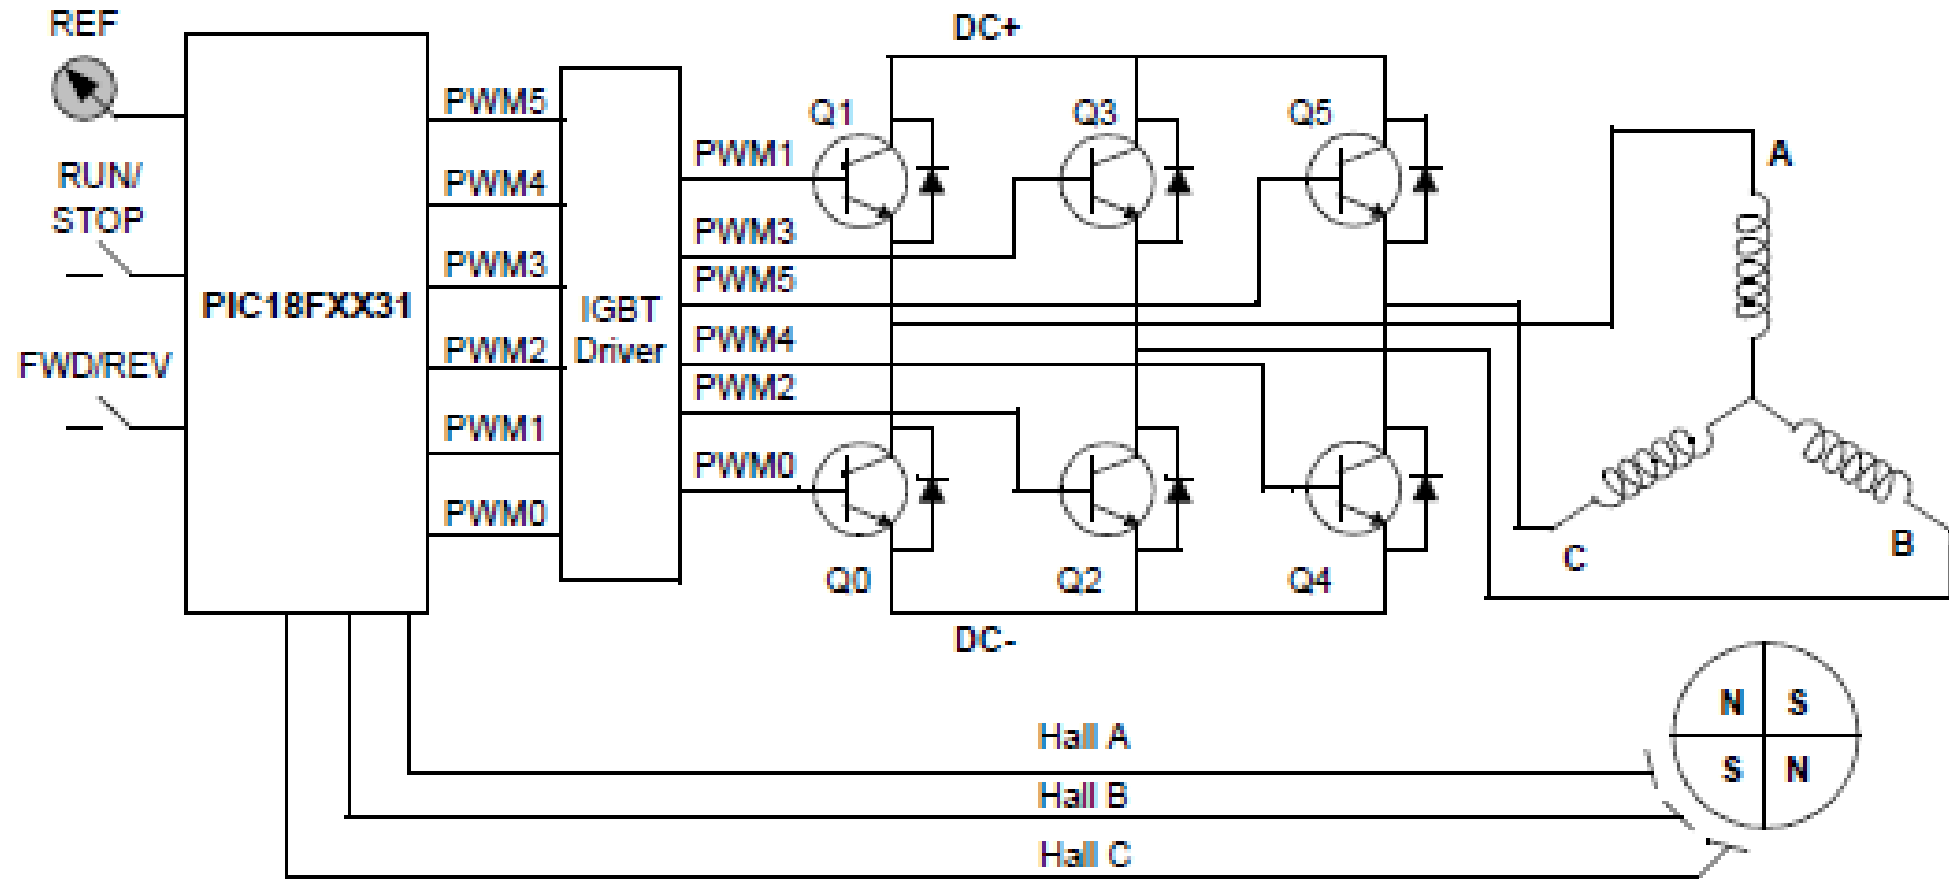 REF
RUN/
STOP
FWD/REV
PIC18FXX31
PWM5
PWM4
PWM3
PWM2
PWM1
PWM0
IGBT
Driver
PWM1
PWM3
PWM5
PWM4
PWM2
PWM0
DC+
Q1
Q3
Q5
Q0
Q2
Q4
DC-
A
C
B
N S
S N
Hall A
Hall B
Hall C